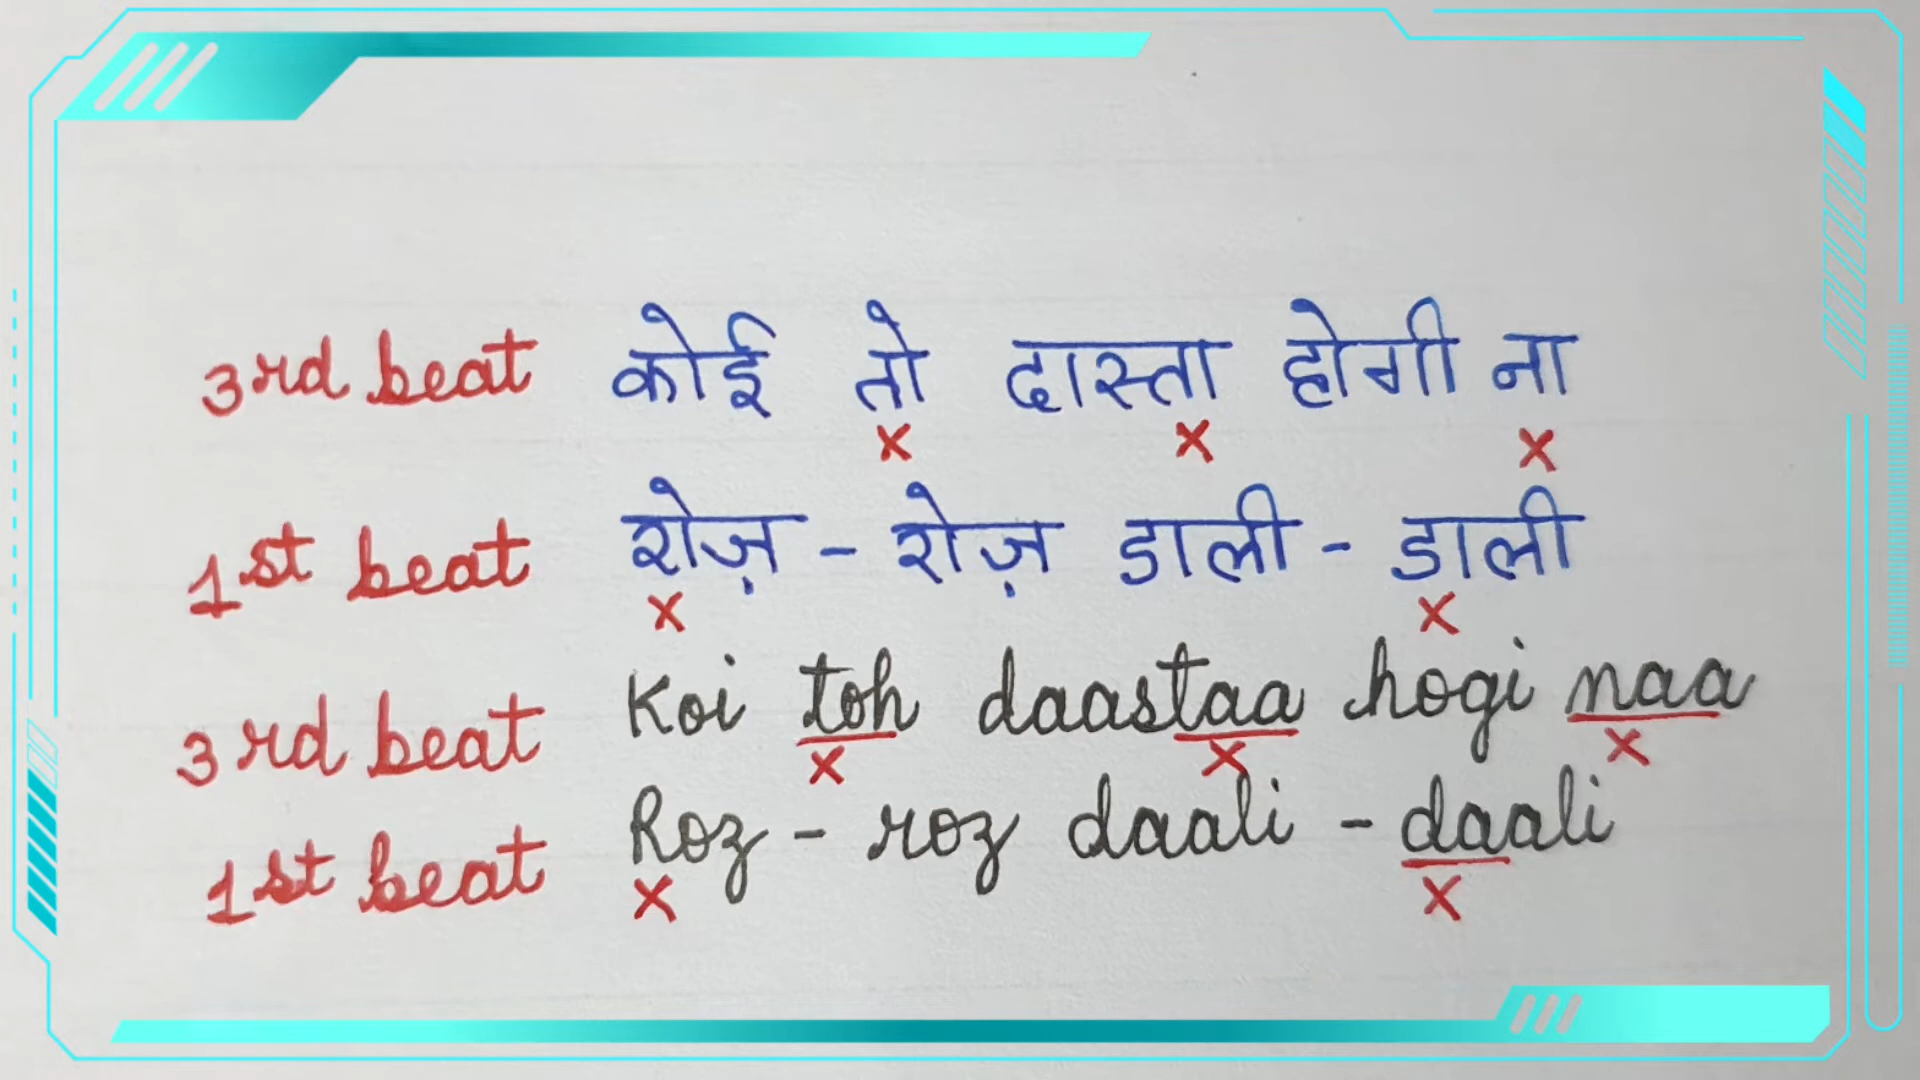 3rd beat कोई तो दास्ता होगी ना
x x x
1st beat रोज़ - रोज़ डाली - डाली
x x
3rd beat Koi toh daastaa hogi naa
x x x
1st beat Roz - roz daali - daali
x x